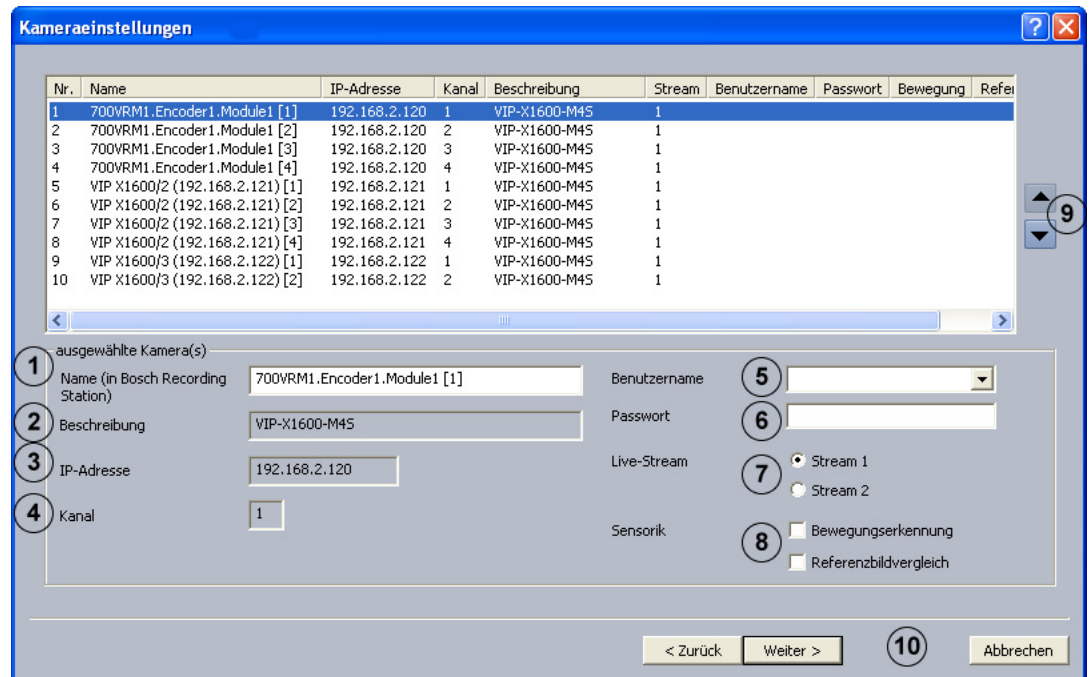 Kameraeinstellungen
Nr. Name IP-Adresse Kanal Beschreibung Stream Benutzername Passwort Bewegung Refer
1 700VRM1.Encoder1.Module1 [1] 192.168.2.120 1 VIP-X1600-M4S 1
2 700VRM1.Encoder1.Module1 [2] 192.168.2.120 2 VIP-X1600-M4S 1
3 700VRM1.Encoder1.Module1 [3] 192.168.2.120 3 VIP-X1600-M4S 1
4 700VRM1.Encoder1.Module1 [4] 192.168.2.120 4 VIP-X1600-M4S 1
5 VIP X1600/2 (192.168.2.121) [1] 192.168.2.121 1 VIP-X1600-M4S 1
6 VIP X1600/2 (192.168.2.121) [2] 192.168.2.121 2 VIP-X1600-M4S 1
7 VIP X1600/2 (192.168.2.121) [3] 192.168.2.121 3 VIP-X1600-M4S 1
8 VIP X1600/2 (192.168.2.121) [4] 192.168.2.121 4 VIP-X1600-M4S 1
9 VIP X1600/3 (192.168.2.122) [1] 192.168.2.122 1 VIP-X1600-M4S 1
10 VIP X1600/3 (192.168.2.122) [2] 192.168.2.122 2 VIP-X1600-M4S 1
9
ausgewählte Kamera(s)
1 Name (in Bosch Recording
Station) 700VRM1.Encoder1.Module1 [1]
2 Beschreibung VIP-X1600-M4S
3 IP-Adresse 192.168.2.120
4 Kanal 1
Benutzername 5
Passwort 6
Live-Stream 7 Stream 1
Stream 2
Sensorik 8 Bewegungserkennung
Referenzbildvergleich
< Zurück Weiter > 10 Abbrechen